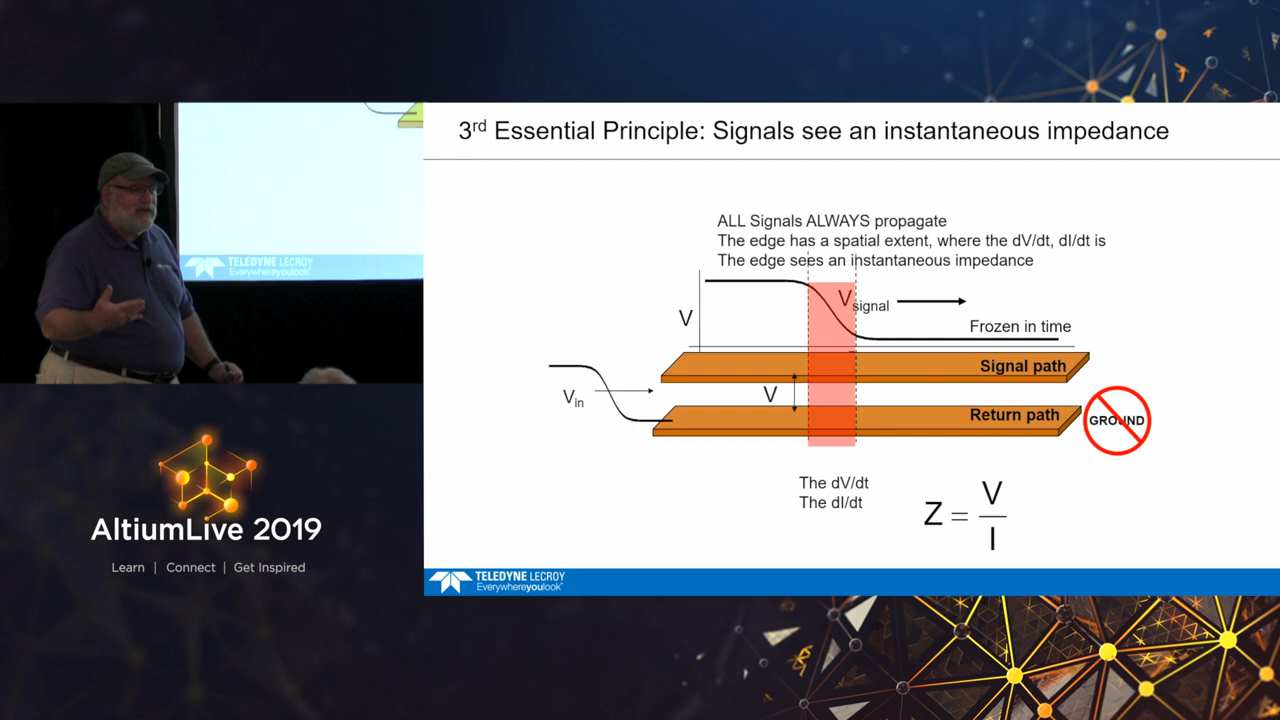 3rd Essential Principle: Signals see an instantaneous impedance
ALL Signals ALWAYS propagate
The edge has a spatial extent, where the dV/dt, dI/dt is
The edge sees an instantaneous impedance
Vsignal
V
Frozen in time
Signal path
Vin
V
Return path
GROUND
The dV/dt
The dI/dt
Z = V
I
TELEDYNE LECROY
Everywhereyoulook
TELEDYNE LECROY
Everywhereyoulook
AltiumLive 2019
Learn | Connect | Get Inspired